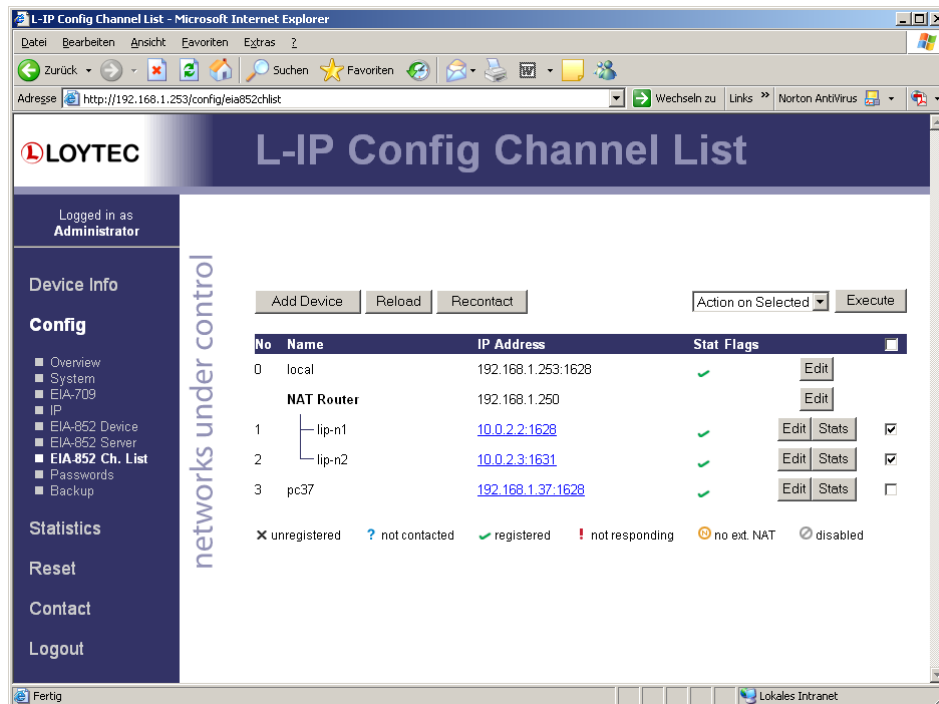 L-IP Config Channel List - Microsoft Internet Explorer
Datei Bearbeiten Ansicht Favoriten Extras ?
Zurück Suchen Favoriten
Adresse http://192.168.1.253/config/eia852chlist Wechseln zu Links » Norton AntiVirus
LOYTEC
L-IP Config Channel List
Logged in as
Administrator
Device Info
Config
Overview
System
EIA-709
IP
EIA-852 Device
EIA-852 Server
EIA-852 Ch. List
Passwords
Backup
Statistics
Reset
Contact
Logout
networks under control
Add Device Reload Recontact Action on Selected Execute
No Name IP Address Stat Flags
0 local 192.168.1.253:1628 Edit
NAT Router 192.168.1.250 Edit
1 lip-n1 10.0.2.2:1628 Edit Stats
2 lip-n2 10.0.2.3:1631 Edit Stats
3 pc37 192.168.1.37:1628 Edit Stats
unregistered ? not contacted registered ! not responding N no ext. NAT disabled
Fertig Lokales Intranet